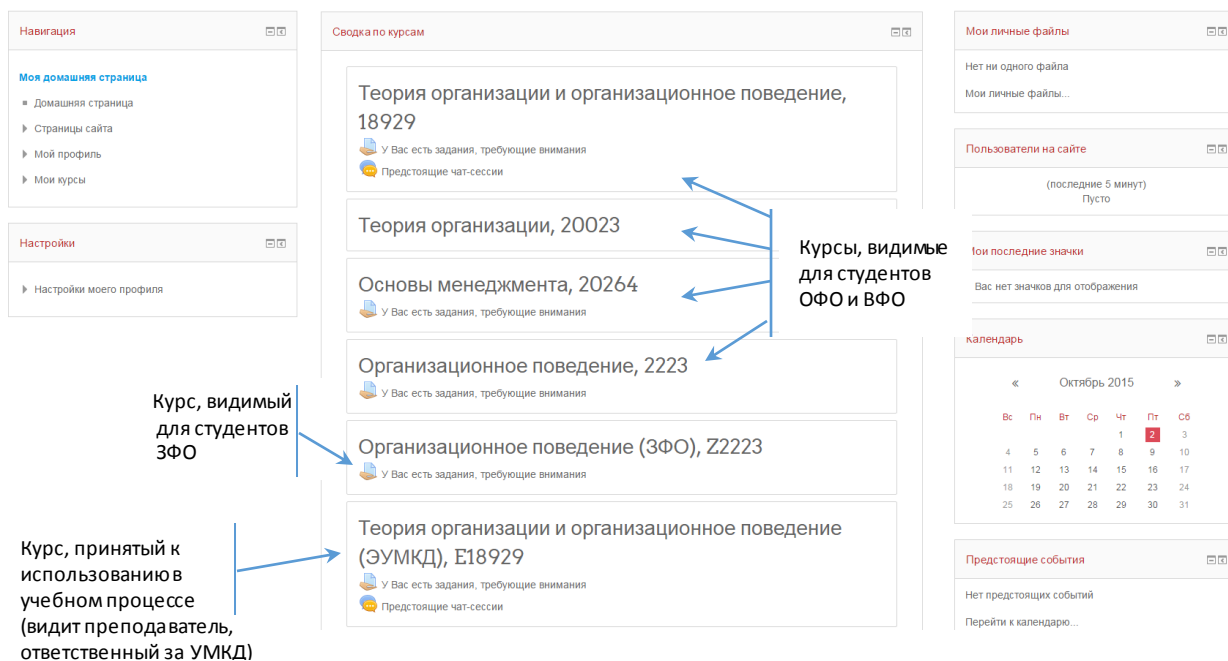 Навигация
Моя домашняя страница
Домашняя страница
Страницы сайта
Мой профиль
Мои курсы
Настройки
Настройки моего профиля
Сводка по курсам
Теория организации и организационное поведение,
18929
У Вас есть задания, требующие внимания
Предстоящие чат-сессии
Теория организации, 20023
Основы менеджмента, 20264
У Вас есть задания, требующие внимания
Организационное поведение, 2223
У Вас есть задания, требующие внимания
Организационное поведение (ЗФО), Z2223
У Вас есть задания, требующие внимания
Теория организации и организационное поведение
(ЭУМКД), E18929
У Вас есть задания, требующие внимания
Предстоящие чат-сессии
Курсы, видимые
для студентов
ОФО и ВФО
Курс, видимый
для студентов
ЗФО
Курс, принятый к
использованию в
учебном процессе
(видит преподаватель,
ответственный за УМКД)
Мои личные файлы
Нет ни одного файла
Мои личные файлы...
Пользователи на сайте
(последние 5 минут)
Пусто
Мои последние значки
Вас нет значков для отображения
Календарь
« Октябрь 2015 »
Вс Пн Вт Ср Чт Пт Сб
1 2 3
4 5 6 7 8 9 10
11 12 13 14 15 16 17
18 19 20 21 22 23 24
25 26 27 28 29 30 31
Предстоящие события
Нет предстоящих событий
Перейти к календарю...